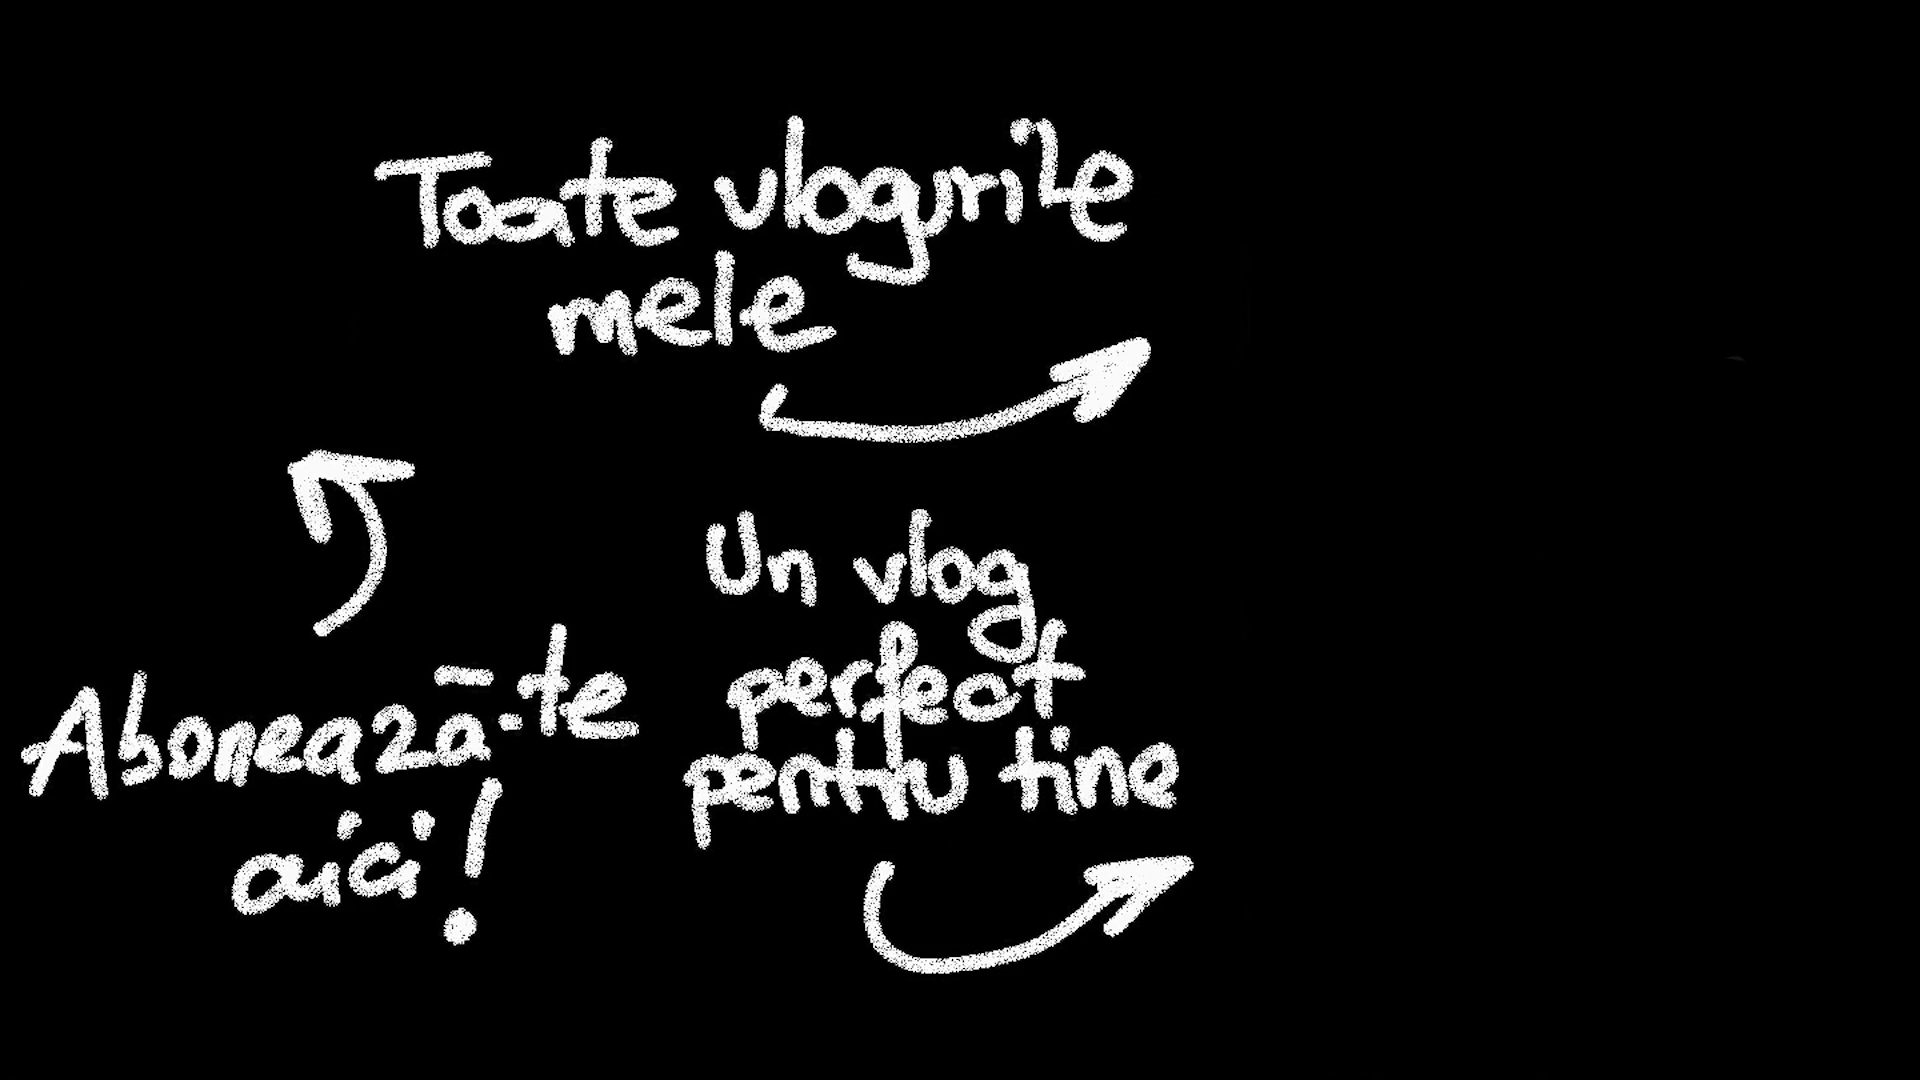 Toate vlogurile
mele
Un vlog
perfect
pentru tine
Abonează-te
aici!